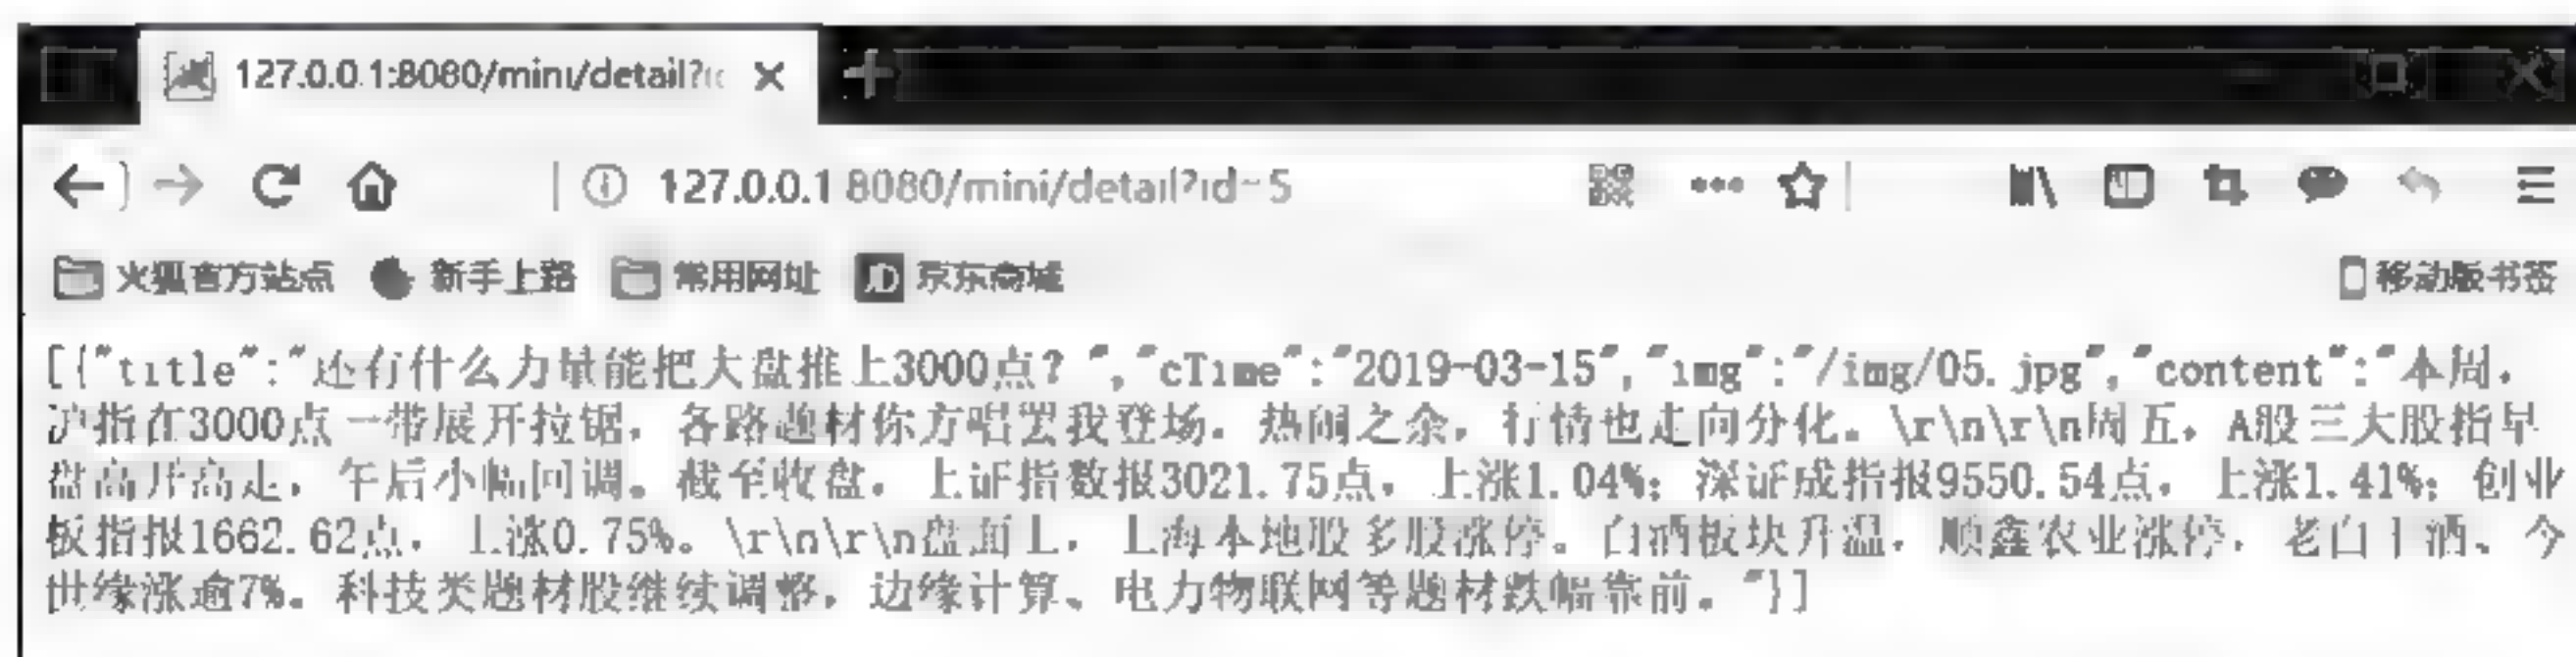 127.0.0.1:8080/mini/detail?ic
127.0.0.1:8080/mini/detail?id=5
火狐官方站点 新手上路 常用网址 JD 京东商城 移动版书签
[{"title":"还有什么力量能把大盘推上3000点？","cTime":"2019-03-15","img":"/img/05.jpg","content":"本周，
沪指在3000点一带展开拉锯，各路题材你方唱罢我登场。热闹之余，行情也走向分化。\r\n\r\n周五，A股三大股指早
盘高开高走，午后小幅回调。截至收盘，上证指数报3021.75点，上涨1.04%；深证成指报9550.54点，上涨1.41%；创业
板指报1662.62点，上涨0.75%。\r\n\r\n盘面上，上海本地股多股涨停。白酒板块升温，顺鑫农业涨停，老白干酒、今
世缘涨逾7%。科技类题材股继续调整，边缘计算、电力物联网等题材跌幅靠前。"}]